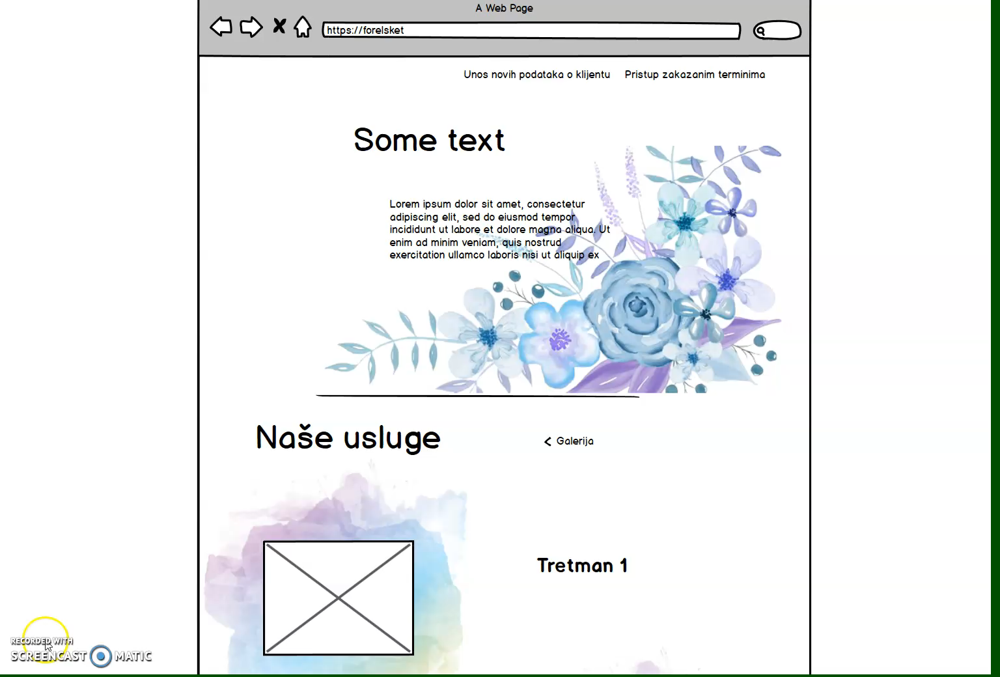 A Web Page
https://forelsket
Unos novih podataka o klijentu
Pristup zakazanim terminima
Some text
Lorem ipsum dolor sit amet, consectetur
adipiscing elit, sed do eiusmod tempor
incididunt ut labore et dolore magna aliqua. Ut
enim ad minim veniam, quis nostrud
exercitation ullamco laboris nisi ut aliquip ex
Naše usluge
Galerija
Tretman 1
RECORDED WITH
SCREENCAST MATIC